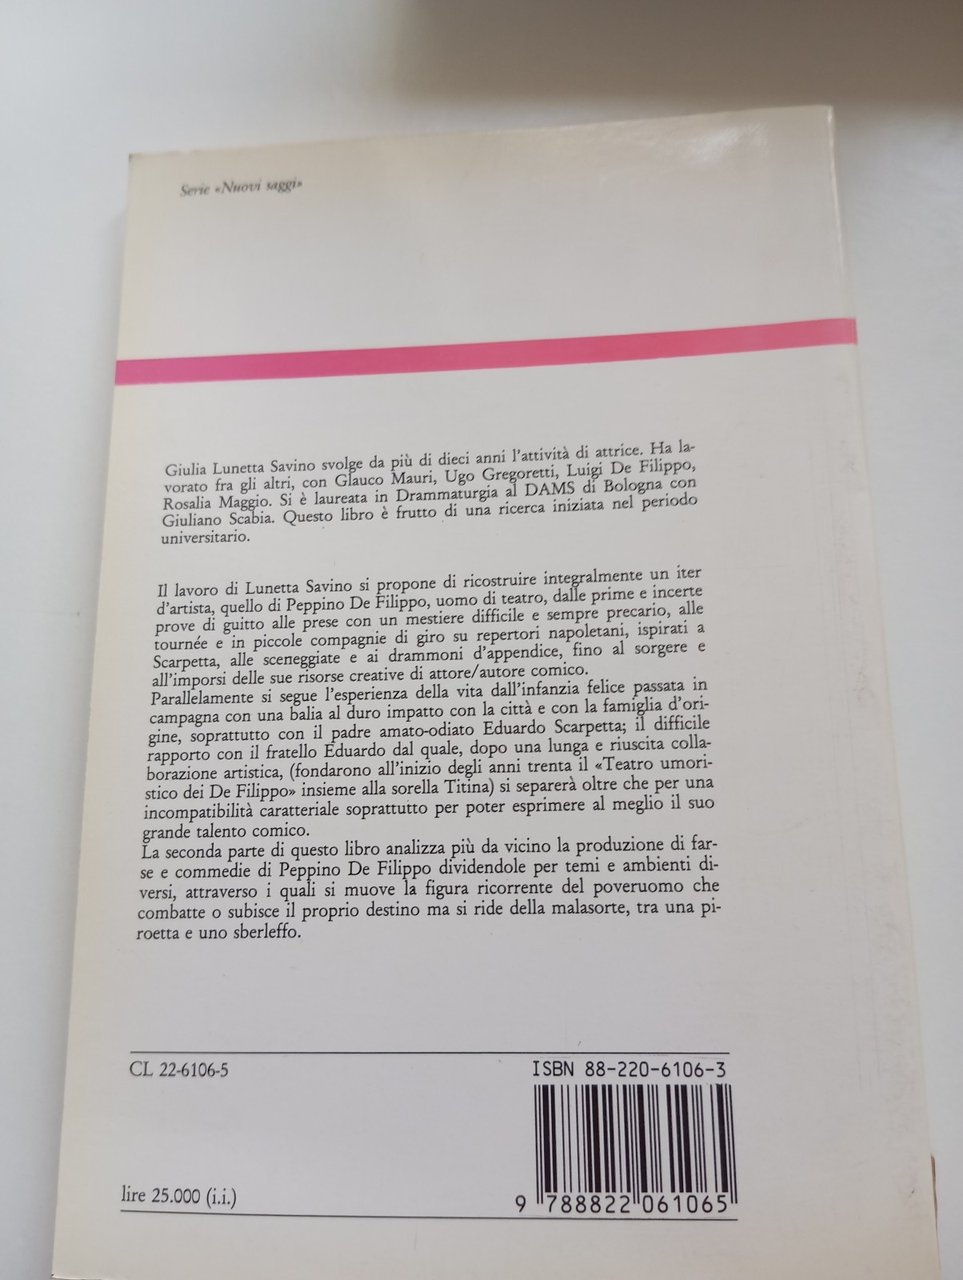 Serie «Nuovi saggi»
Giulia Lunetta Savino svolge da più di dieci anni l'attività di attrice. Ha la-
vorato fra gli altri, con Glauco Mauri, Ugo Gregoretti, Luigi De Filippo,
Rosalia Maggio. Si è laureata in Drammaturgia al DAMS di Bologna con
Giuliano Scabia. Questo libro è frutto di una ricerca iniziata nel periodo
universitario.
Il lavoro di Lunetta Savino si propone di ricostruire integralmente un iter
d'artista, quello di Peppino De Filippo, uomo di teatro, dalle prime e incerte
prove di guitto alle prese con un mestiere difficile e sempre precario, alle
tournée e in piccole compagnie di giro su repertori napoletani, ispirati a
Scarpetta, alle sceneggiate e ai drammoni d'appendice, fino al sorgere e
all'imporsi delle sue risorse creative di attore/autore comico.
Parallelamente si segue l'esperienza della vita dall'infanzia felice passata in
campagna con una balia al duro impatto con la città e con la famiglia d'ori-
gine, soprattutto con il padre amato-odiato Eduardo Scarpetta; il difficile
rapporto con il fratello Eduardo dal quale, dopo una lunga e riuscita colla-
borazione artistica, (fondarono all'inizio degli anni trenta il «Teatro umori-
stico dei De Filippo» insieme alla sorella Titina) si separerà oltre che per una
incompatibilità caratteriale soprattutto per poter esprimere al meglio il suo
grande talento comico.
La seconda parte di questo libro analizza più da vicino la produzione di far-
se e commedie di Peppino De Filippo dividendole per temi e ambienti di-
versi, attraverso i quali si muove la figura ricorrente del poveruomo che
combatte o subisce il proprio destino ma si ride della malasorte, tra una pi-
roetta e uno sberleffo.
CL 22-6106-5
ISBN 88-220-6106-3
lire 25.000 (i.i.)
9 788822 061065